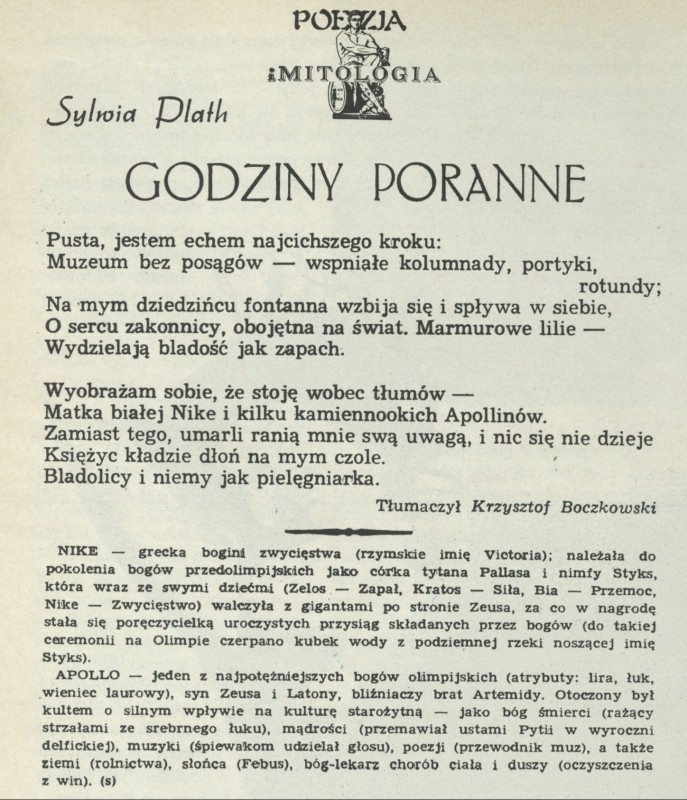 POEZJA
i MITOLOGIA
Sylwia Plath
GODZINY PORANNE
Pusta, jestem echem najcichszego kroku:
Muzeum bez posągów — wspniałe kolumnady, portyki,
rotundy;
Na mym dziedzińcu fontanna wzbija się i spływa w siebie,
O sercu zakonnicy, obojętna na świat. Marmurowe lilie —
Wydzielają bladość jak zapach.
Wyobrażam sobie, że stoję wobec tłumów —
Matka białej Nike i kilku kamiennookich Apollinów.
Zamiast tego, umarli ranią mnie swą uwagą, i nic się nie dzieje
Księżyc kładzie dłoń na mym czole.
Bladolicy i niemy jak pielęgniarka.
Tłumaczył Krzysztof Boczkowski
NIKE — grecka bogini zwycięstwa (rzymskie imię Victoria); należała do
pokolenia bogów przedolimpijskich jako córka tytana Pallasa i nimfy Styks,
która wraz ze swymi dziećmi (Zelos — Zapał, Kratos — Siła, Bia — Przemoc,
Nike — Zwycięstwo) walczyła z gigantami po stronie Zeusa, za co w nagrodę
stała się poręczycielką uroczystych przysiąg składanych przez bogów (do takiej
ceremonii na Olimpie czerpano kubek wody z podziemnej rzeki noszącej imię
Styks).
APOLLO — jeden z najpotężniejszych bogów olimpijskich (atrybuty: lira, łuk,
wieniec laurowy), syn Zeusa i Latony, bliźniaczy brat Artemidy. Otoczony był
kultem o silnym wpływie na kulturę starożytną — jako bóg śmierci (rażący
strzałami ze srebrnego łuku), mądrości (przemawiał ustami Pytii w wyroczni
delfickiej), muzyki (śpiewakom udzielał głosu), poezji (przewodnik muz), a także
ziemi (rolnictwa), słońca (Febus), bóg-lekarz chorób ciała i duszy (oczyszczenia
z win). (s)